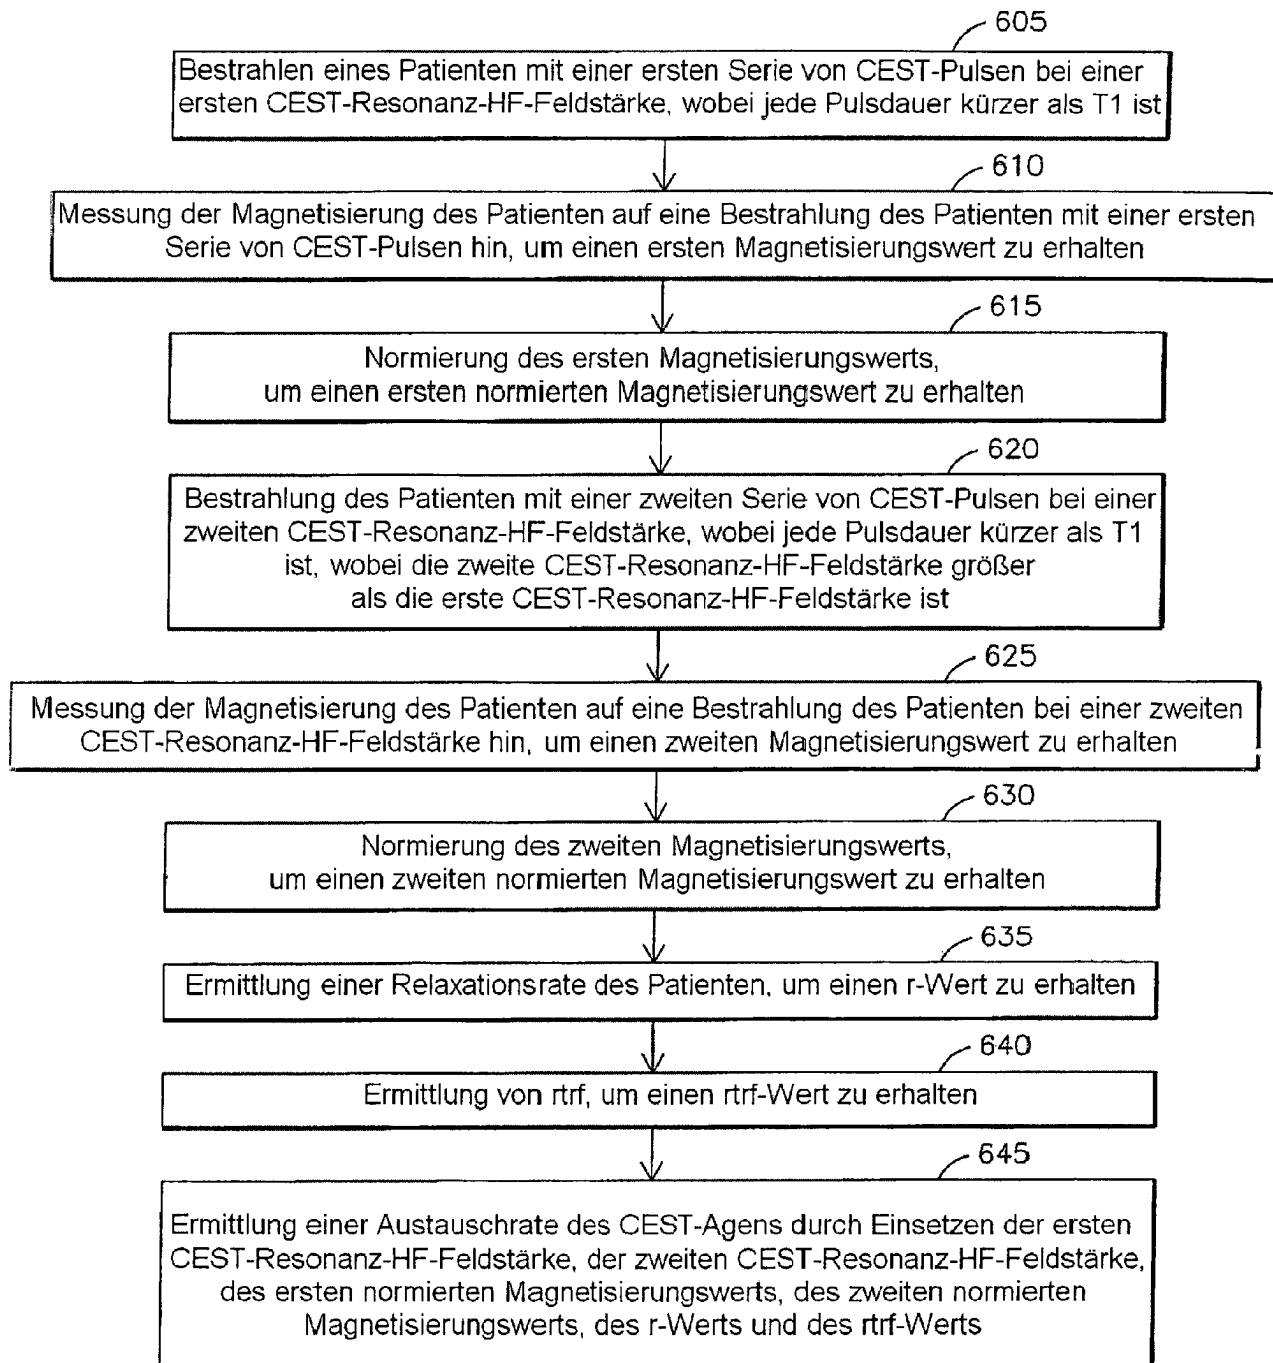 605
Bestrahlen eines Patienten mit einer ersten Serie von CEST-Pulsen bei einer
ersten CEST-Resonanz-HF-Feldstärke, wobei jede Pulsdauer kürzer als T1 ist
610
Messung der Magnetisierung des Patienten auf eine Bestrahlung des Patienten mit einer ersten
Serie von CEST-Pulsen hin, um einen ersten Magnetisierungswert zu erhalten
615
Normierung des ersten Magnetisierungswerts,
um einen ersten normierten Magnetisierungswert zu erhalten
620
Bestrahlung des Patienten mit einer zweiten Serie von CEST-Pulsen bei einer
zweiten CEST-Resonanz-HF-Feldstärke, wobei jede Pulsdauer kürzer als T1
ist, wobei die zweite CEST-Resonanz-HF-Feldstärke größer
als die erste CEST-Resonanz-HF-Feldstärke ist
625
Messung der Magnetisierung des Patienten auf eine Bestrahlung des Patienten bei einer zweiten
CEST-Resonanz-HF-Feldstärke hin, um einen zweiten Magnetisierungswert zu erhalten
630
Normierung des zweiten Magnetisierungswerts,
um einen zweiten normierten Magnetisierungswert zu erhalten
635
Ermittlung einer Relaxationsrate des Patienten, um einen r-Wert zu erhalten
640
Ermittlung von rtrf, um einen rtrf-Wert zu erhalten
645
Ermittlung einer Austauschrate des CEST-Agens durch Einsetzen der ersten
CEST-Resonanz-HF-Feldstärke, der zweiten CEST-Resonanz-HF-Feldstärke,
des ersten normierten Magnetisierungswerts, des zweiten normierten
Magnetisierungswerts, des r-Werts und des rtrf-Werts